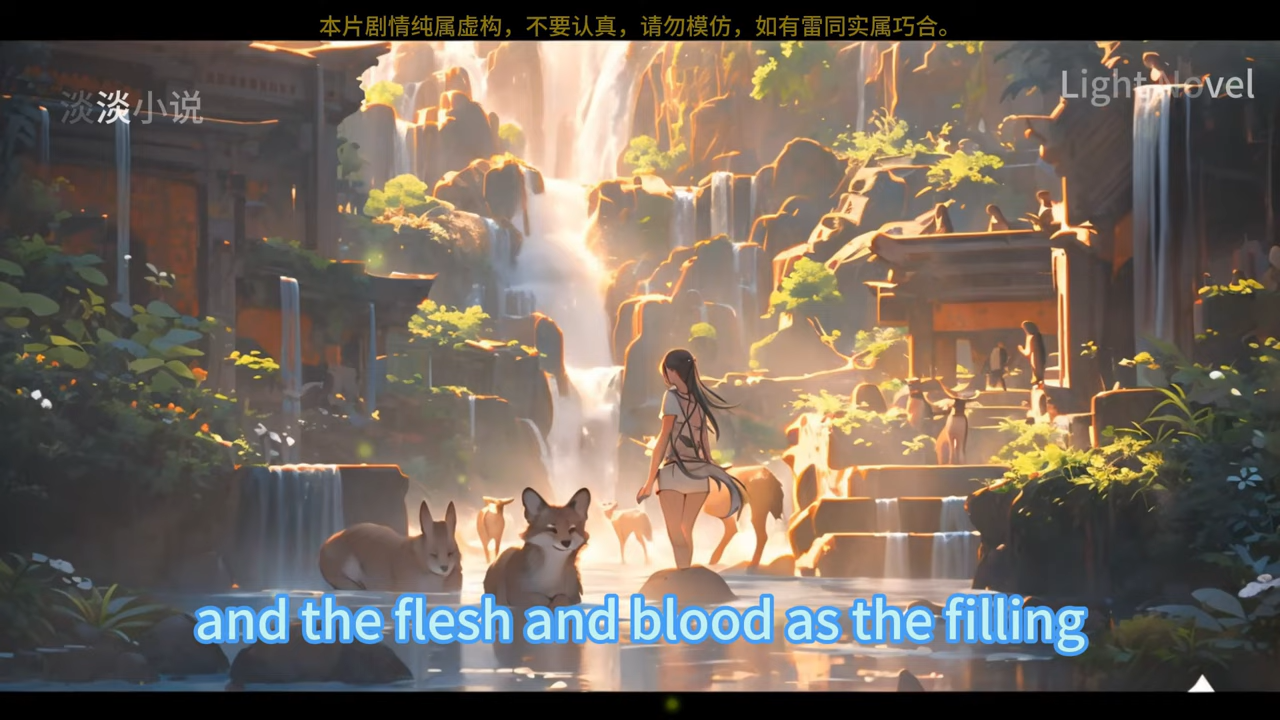 本片剧情纯属虚构，不要认真，请勿模仿，如有雷同实属巧合。
淡淡小说
Light Novel
and the flesh and blood as the filling